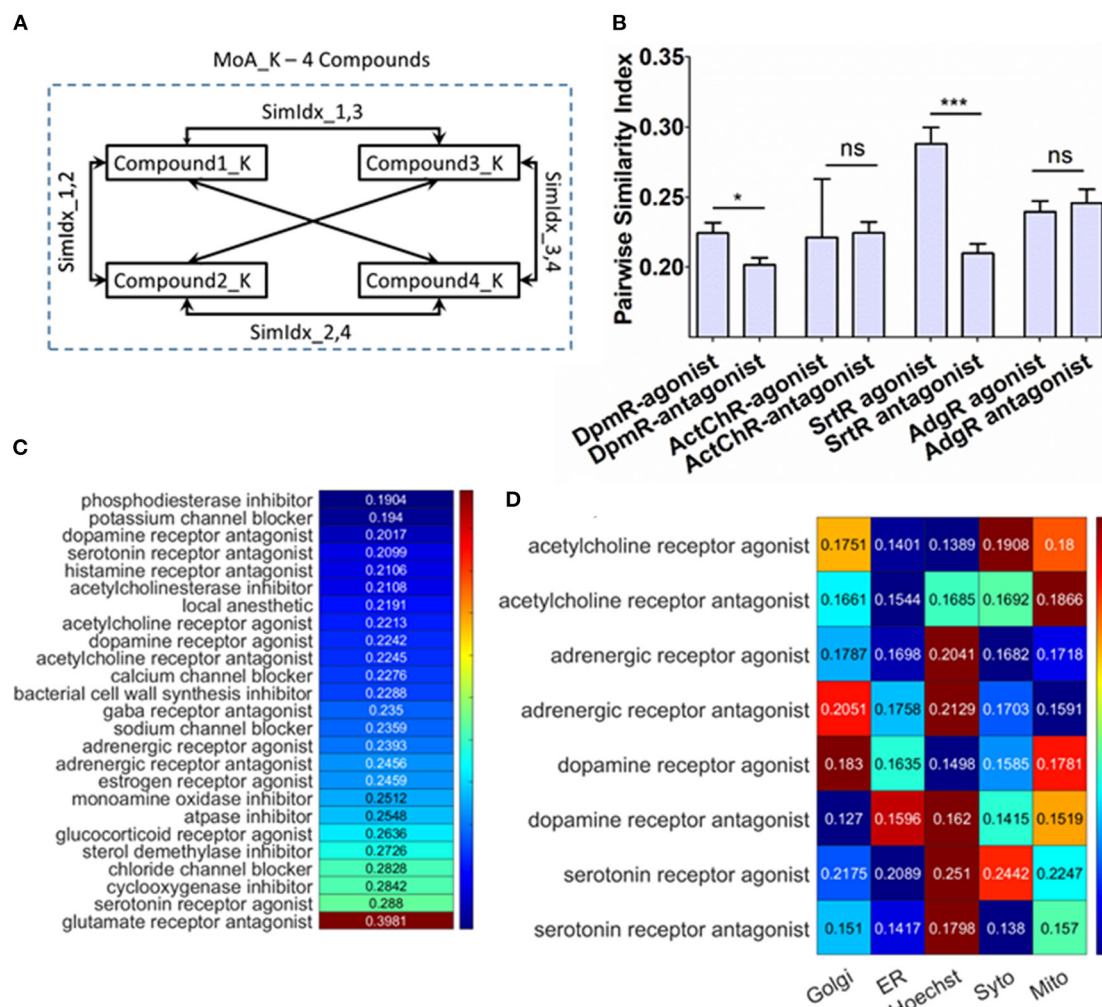 A
MoA_K – 4 Compounds
SimIdx_1,3
Compound1_K
Compound3_K
SimIdx_1,2
SimIdx_3,4
Compound2_K
Compound4_K
SimIdx_2,4
B
Pairwise Similarity Index
0.35
0.30
0.25
0.20
*
ns
***
ns
DpmR-agonist
DpmR-antagonist
ActChR-agonist
ActChR-antagonist
SrtR agonist
SrtR antagonist
AdgR agonist
AdgR antagonist
C
phosphodiesterase inhibitor 0.1904
potassium channel blocker 0.194
dopamine receptor antagonist 0.2017
serotonin receptor antagonist 0.2099
histamine receptor antagonist 0.2106
acetylcholinesterase inhibitor 0.2108
local anesthetic 0.2191
acetylcholine receptor agonist 0.2213
dopamine receptor agonist 0.2242
acetylcholine receptor antagonist 0.2245
calcium channel blocker 0.2276
bacterial cell wall synthesis inhibitor 0.2288
gaba receptor antagonist 0.235
sodium channel blocker 0.2359
adrenergic receptor agonist 0.2393
adrenergic receptor antagonist 0.2456
estrogen receptor agonist 0.2459
monoamine oxidase inhibitor 0.2512
atpase inhibitor 0.2548
glucocorticoid receptor agonist 0.2636
sterol demethylase inhibitor 0.2726
chloride channel blocker 0.2828
cyclooxygenase inhibitor 0.2842
serotonin receptor agonist 0.288
glutamate receptor antagonist 0.3981
D
acetylcholine receptor agonist 0.1751 0.1401 0.1389 0.1908 0.18
acetylcholine receptor antagonist 0.1661 0.1544 0.1685 0.1692 0.1866
adrenergic receptor agonist 0.1787 0.1698 0.2041 0.1682 0.1718
adrenergic receptor antagonist 0.2051 0.1758 0.2129 0.1703 0.1591
dopamine receptor agonist 0.183 0.1635 0.1498 0.1585 0.1781
dopamine receptor antagonist 0.127 0.1596 0.162 0.1415 0.1519
serotonin receptor agonist 0.2175 0.2089 0.251 0.2442 0.2247
serotonin receptor antagonist 0.151 0.1417 0.1798 0.138 0.157
Golgi ER Hoechst Syto Mito